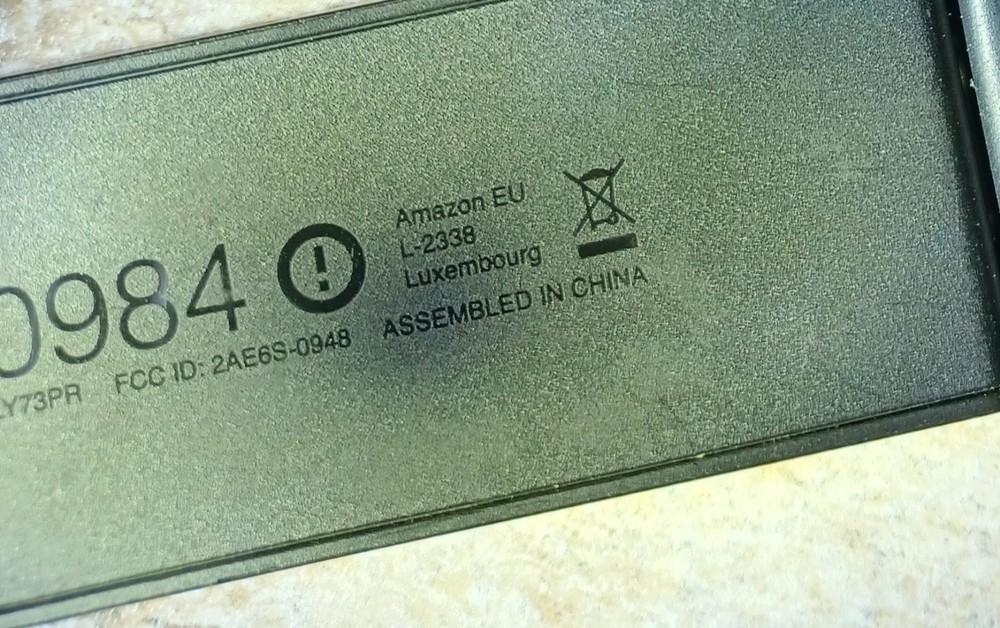 0984
Amazon EU
L-2338
Luxembourg
LY73PR FCC ID: 2AE6S-0948
ASSEMBLED IN CHINA